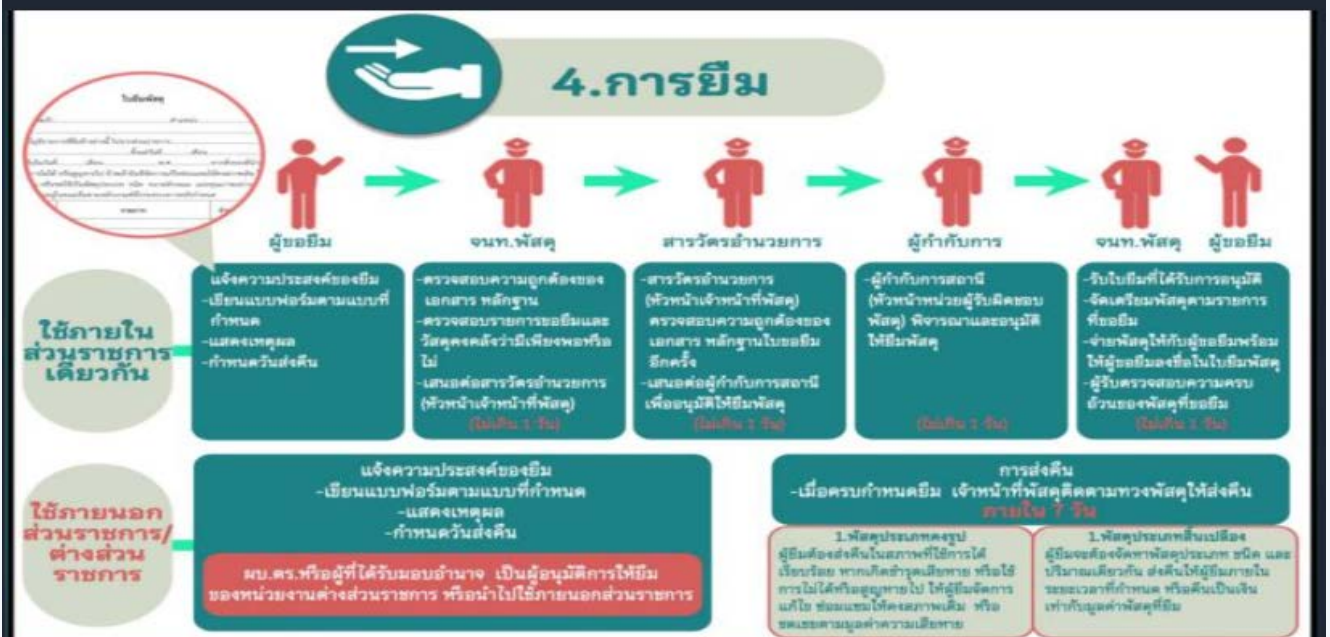 4.การยืม
ใบยืมพัสดุ
ผู้ขอยืม
จนท.พัสดุ
สารวัตรอำนวยการ
ผู้กำกับการ
จนท.พัสดุ
ผู้ขอยืม
ใช้ภายใน
ส่วนราชการ
เดียวกัน
แจ้งความประสงค์ของยืม
-เขียนแบบฟอร์มตามแบบที่
กำหนด
-แสดงเหตุผล
-กำหนดวันส่งคืน
-ตรวจสอบความถูกต้องของ
เอกสาร หลักฐาน
-ตรวจสอบรายการขอยืมและ
วัสดุคงคลังว่ามีเพียงพอหรือ
ไม่
-เสนอต่อสารวัตรอำนวยการ
(หัวหน้าเจ้าหน้าที่พัสดุ)
(ไม่เกิน 1 วัน)
-สารวัตรอำนวยการ
(หัวหน้าเจ้าหน้าที่พัสดุ)
ตรวจสอบความถูกต้องของ
เอกสาร หลักฐานใบขอยืม
อีกครั้ง
-เสนอต่อผู้กำกับการสถานี
เพื่ออนุมัติให้ยืมพัสดุ
(ไม่เกิน 1 วัน)
-ผู้กำกับการสถานี
(หัวหน้าหน่วยผู้รับผิดชอบ
พัสดุ) พิจารณาและอนุมัติ
ให้ยืมพัสดุ
(ไม่เกิน 1 วัน)
-รับใบยืมที่ได้รับการอนุมัติ
-จัดเตรียมพัสดุตามรายการ
ที่ขอยืม
-จ่ายพัสดุให้กับผู้ขอยืมพร้อม
ให้ผู้ขอยืมลงชื่อในใบยืมพัสดุ
-ผู้รับตรวจสอบความครบ
ถ้วนของพัสดุที่ขอยืม
(ไม่เกิน 1 วัน)
ใช้ภายนอก
ส่วนราชการ/
ต่างส่วน
ราชการ
แจ้งความประสงค์ของยืม
-เขียนแบบฟอร์มตามแบบที่กำหนด
-แสดงเหตุผล
-กำหนดวันส่งคืน
ผบ.ตร.หรือผู้ที่ได้รับมอบอำนาจ เป็นผู้อนุมัติการให้ยืม
ของหน่วยงานต่างส่วนราชการ หรือนำไปใช้ภายนอกส่วนราชการ
การส่งคืน
-เมื่อครบกำหนดยืม เจ้าหน้าที่พัสดุติดตามทวงพัสดุให้ส่งคืน
ภายใน 7 วัน
1.พัสดุประเภทคงรูป
ผู้ยืมต้องส่งคืนในสภาพที่ใช้การได้
เรียบร้อย หากเกิดชำรุดเสียหาย หรือใช้
การไม่ได้หรือสูญหายไป ให้ผู้ยืมจัดการ
แก้ไข ซ่อมแซมให้คงสภาพเดิม หรือ
ชดเชยตามมูลค่าความเสียหาย
1.พัสดุประเภทสิ้นเปลือง
ผู้ยืมจะต้องจัดหาพัสดุประเภท ชนิด และ
ปริมาณเดียวกัน ส่งคืนให้ผู้ยืมภายใน
ระยะเวลาที่กำหนด หรือคืนเป็นเงิน
เท่ากับมูลค่าพัสดุที่ยืม